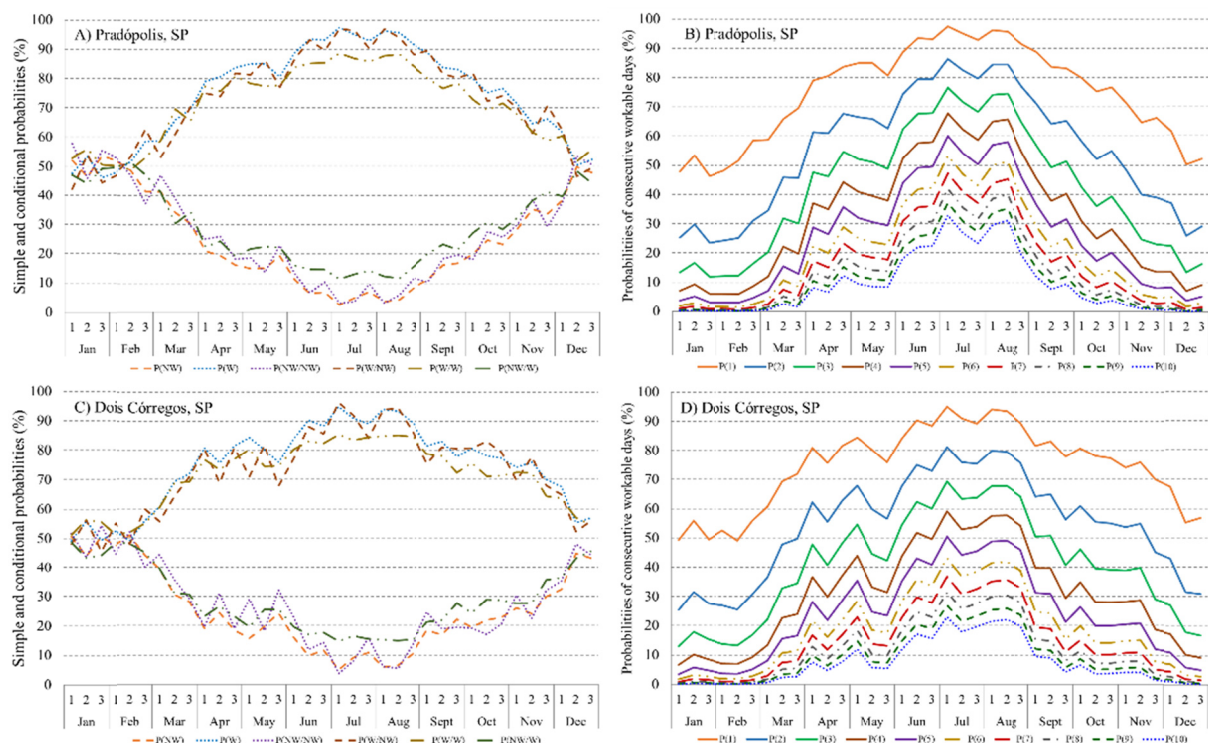 A) Pradópolis, SP
Simple and conditional probabilities (%)
100
90
80
70
60
50
40
30
20
10
0
1 2 3 1 2 3 1 2 3 1 2 3 1 2 3 1 2 3 1 2 3 1 2 3 1 2 3 1 2 3 1 2 3 1 2 3
Jan Feb Mar Apr May Jun Jul Aug Sept Oct Nov Dec
P(NW) P(W) P(NW/NW) P(W/NW) P(W/W) P(NW/W)
B) Pradópolis, SP
Probabilities of consecutive workable days (%)
100
90
80
70
60
50
40
30
20
10
0
1 2 3 1 2 3 1 2 3 1 2 3 1 2 3 1 2 3 1 2 3 1 2 3 1 2 3 1 2 3 1 2 3 1 2 3
Jan Feb Mar Apr May Jun Jul Aug Sept Oct Nov Dec
P(1) P(2) P(3) P(4) P(5) P(6) P(7) P(8) P(9) P(10)
C) Dois Córregos, SP
Simple and conditional probabilities (%)
100
90
80
70
60
50
40
30
20
10
0
1 2 3 1 2 3 1 2 3 1 2 3 1 2 3 1 2 3 1 2 3 1 2 3 1 2 3 1 2 3 1 2 3 1 2 3
Jan Feb Mar Apr May Jun Jul Aug Sept Oct Nov Dec
P(NW) P(W) P(NW/NW) P(W/NW) P(W/W) P(NW/W)
D) Dois Córregos, SP
Probabilities of consecutive workable days (%)
100
90
80
70
60
50
40
30
20
10
0
1 2 3 1 2 3 1 2 3 1 2 3 1 2 3 1 2 3 1 2 3 1 2 3 1 2 3 1 2 3 1 2 3 1 2 3
Jan Feb Mar Apr May Jun Jul Aug Sept Oct Nov Dec
P(1) P(2) P(3) P(4) P(5) P(6) P(7) P(8) P(9) P(10)